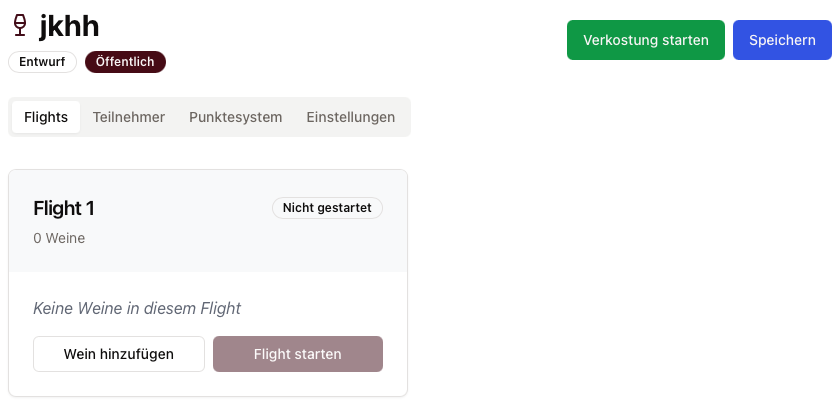 jkhh
Entwurf Öffentlich
Verkostung starten Speichern
Flights Teilnehmer Punktesystem Einstellungen
Flight 1 Nicht gestartet
0 Weine
Keine Weine in diesem Flight
Wein hinzufügen Flight starten